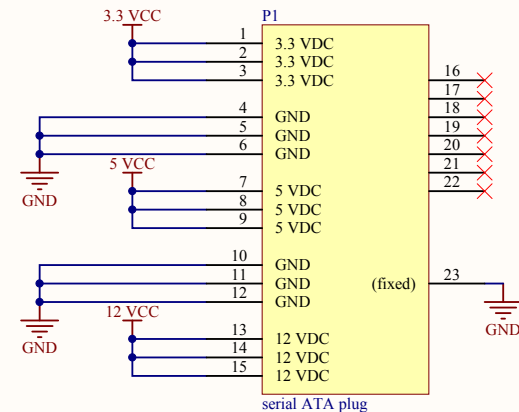 3.3 VCC
P1
1 3.3 VDC
2 3.3 VDC
3 3.3 VDC
16
17
4 GND
18
5 GND
19
6 GND
20
GND
5 VCC
21
7 5 VDC
22
8 5 VDC
9 5 VDC
10 GND
11 GND
(fixed) 23
12 GND
GND
12 VCC
GND
13 12 VDC
14 12 VDC
15 12 VDC
serial ATA plug